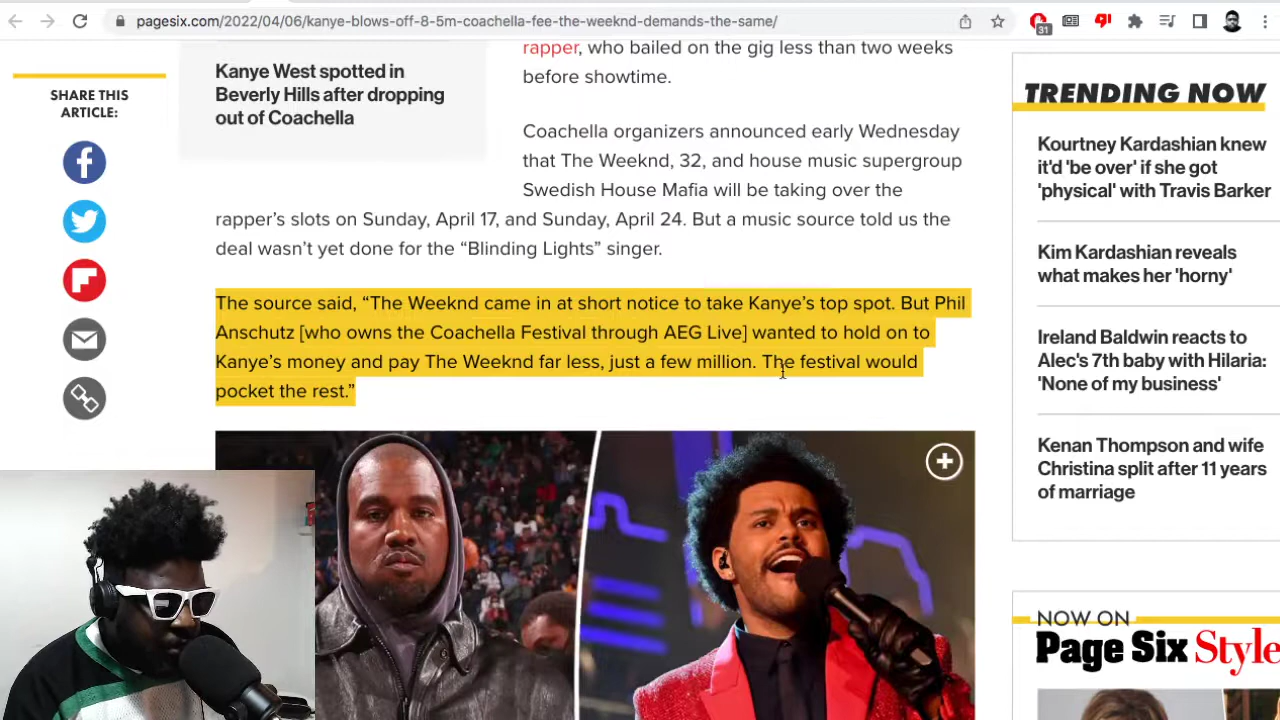 pagesix.com/2022/04/06/kanye-blows-off-8-5m-coachella-fee-the-weeknd-demands-the-same/
31
SHARE THIS
ARTICLE:
Kanye West spotted in
Beverly Hills after dropping
out of Coachella
rapper, who bailed on the gig less than two weeks
before showtime.
Coachella organizers announced early Wednesday
that The Weeknd, 32, and house music supergroup
Swedish House Mafia will be taking over the
rapper’s slots on Sunday, April 17, and Sunday, April 24. But a music source told us the
deal wasn’t yet done for the “Blinding Lights” singer.
The source said, “The Weeknd came in at short notice to take Kanye’s top spot. But Phil
Anschutz [who owns the Coachella Festival through AEG Live] wanted to hold on to
Kanye’s money and pay The Weeknd far less, just a few million. The festival would
pocket the rest.”
TRENDING NOW
Kourtney Kardashian knew
it’d 'be over' if she got
'physical' with Travis Barker
Kim Kardashian reveals
what makes her 'horny'
Ireland Baldwin reacts to
Alec’s 7th baby with Hilaria:
'None of my business'
Kenan Thompson and wife
Christina split after 11 years
of marriage
NOW ON
Page Six Style